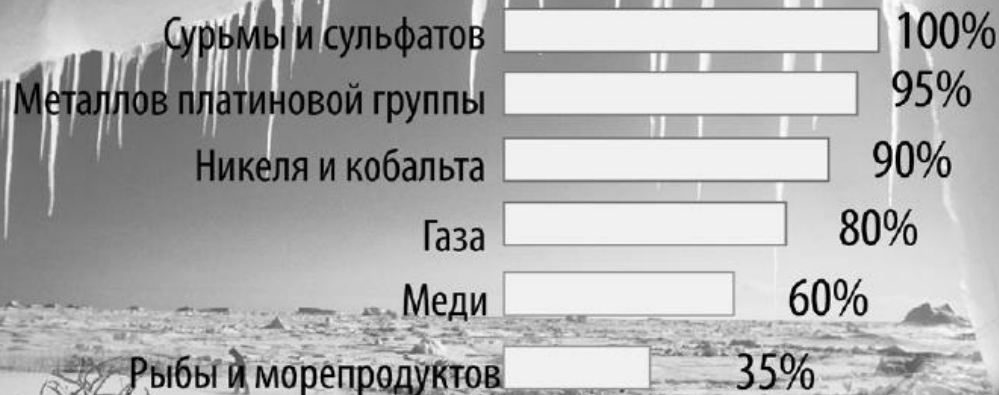 Сурьмы и сульфатов 100%
Металлов платиновой группы 95%
Никеля и кобальта 90%
Газа 80%
Меди 60%
Рыбы и морепродуктов 35%